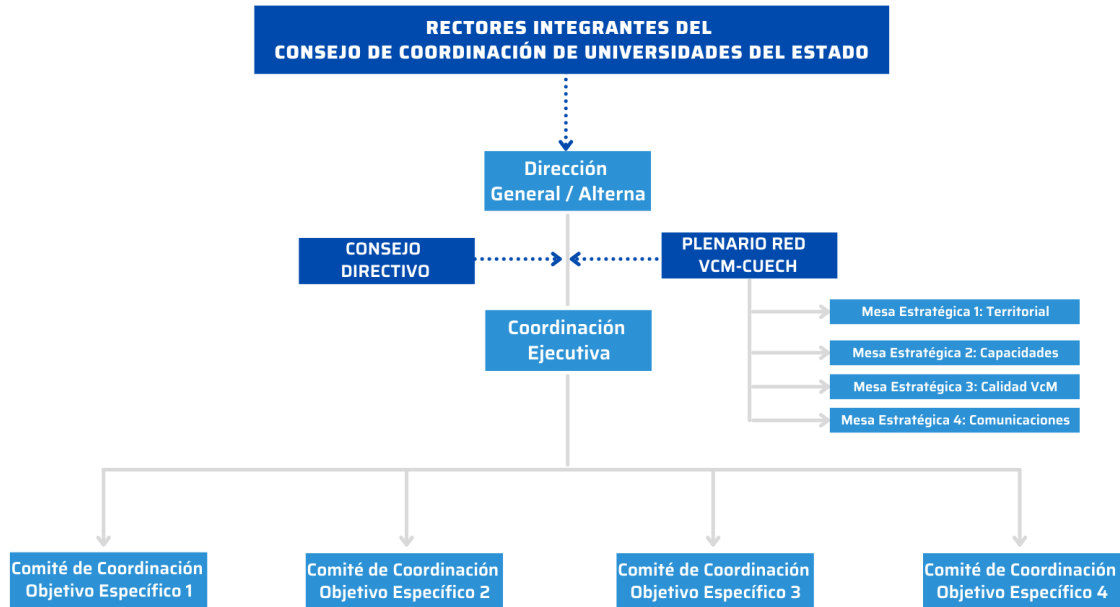 RECTORES INTEGRANTES DEL
CONSEJO DE COORDINACIÓN DE UNIVERSIDADES DEL ESTADO
Dirección
General / Alterna
CONSEJO
DIRECTIVO
PLENARIO RED
VCM-CUECH
Coordinación
Ejecutiva
Mesa Estratégica 1: Territorial
Mesa Estratégica 2: Capacidades
Mesa Estratégica 3: Calidad VcM
Mesa Estratégica 4: Comunicaciones
Comité de Coordinación
Objetivo Específico 1
Comité de Coordinación
Objetivo Específico 2
Comité de Coordinación
Objetivo Específico 3
Comité de Coordinación
Objetivo Específico 4